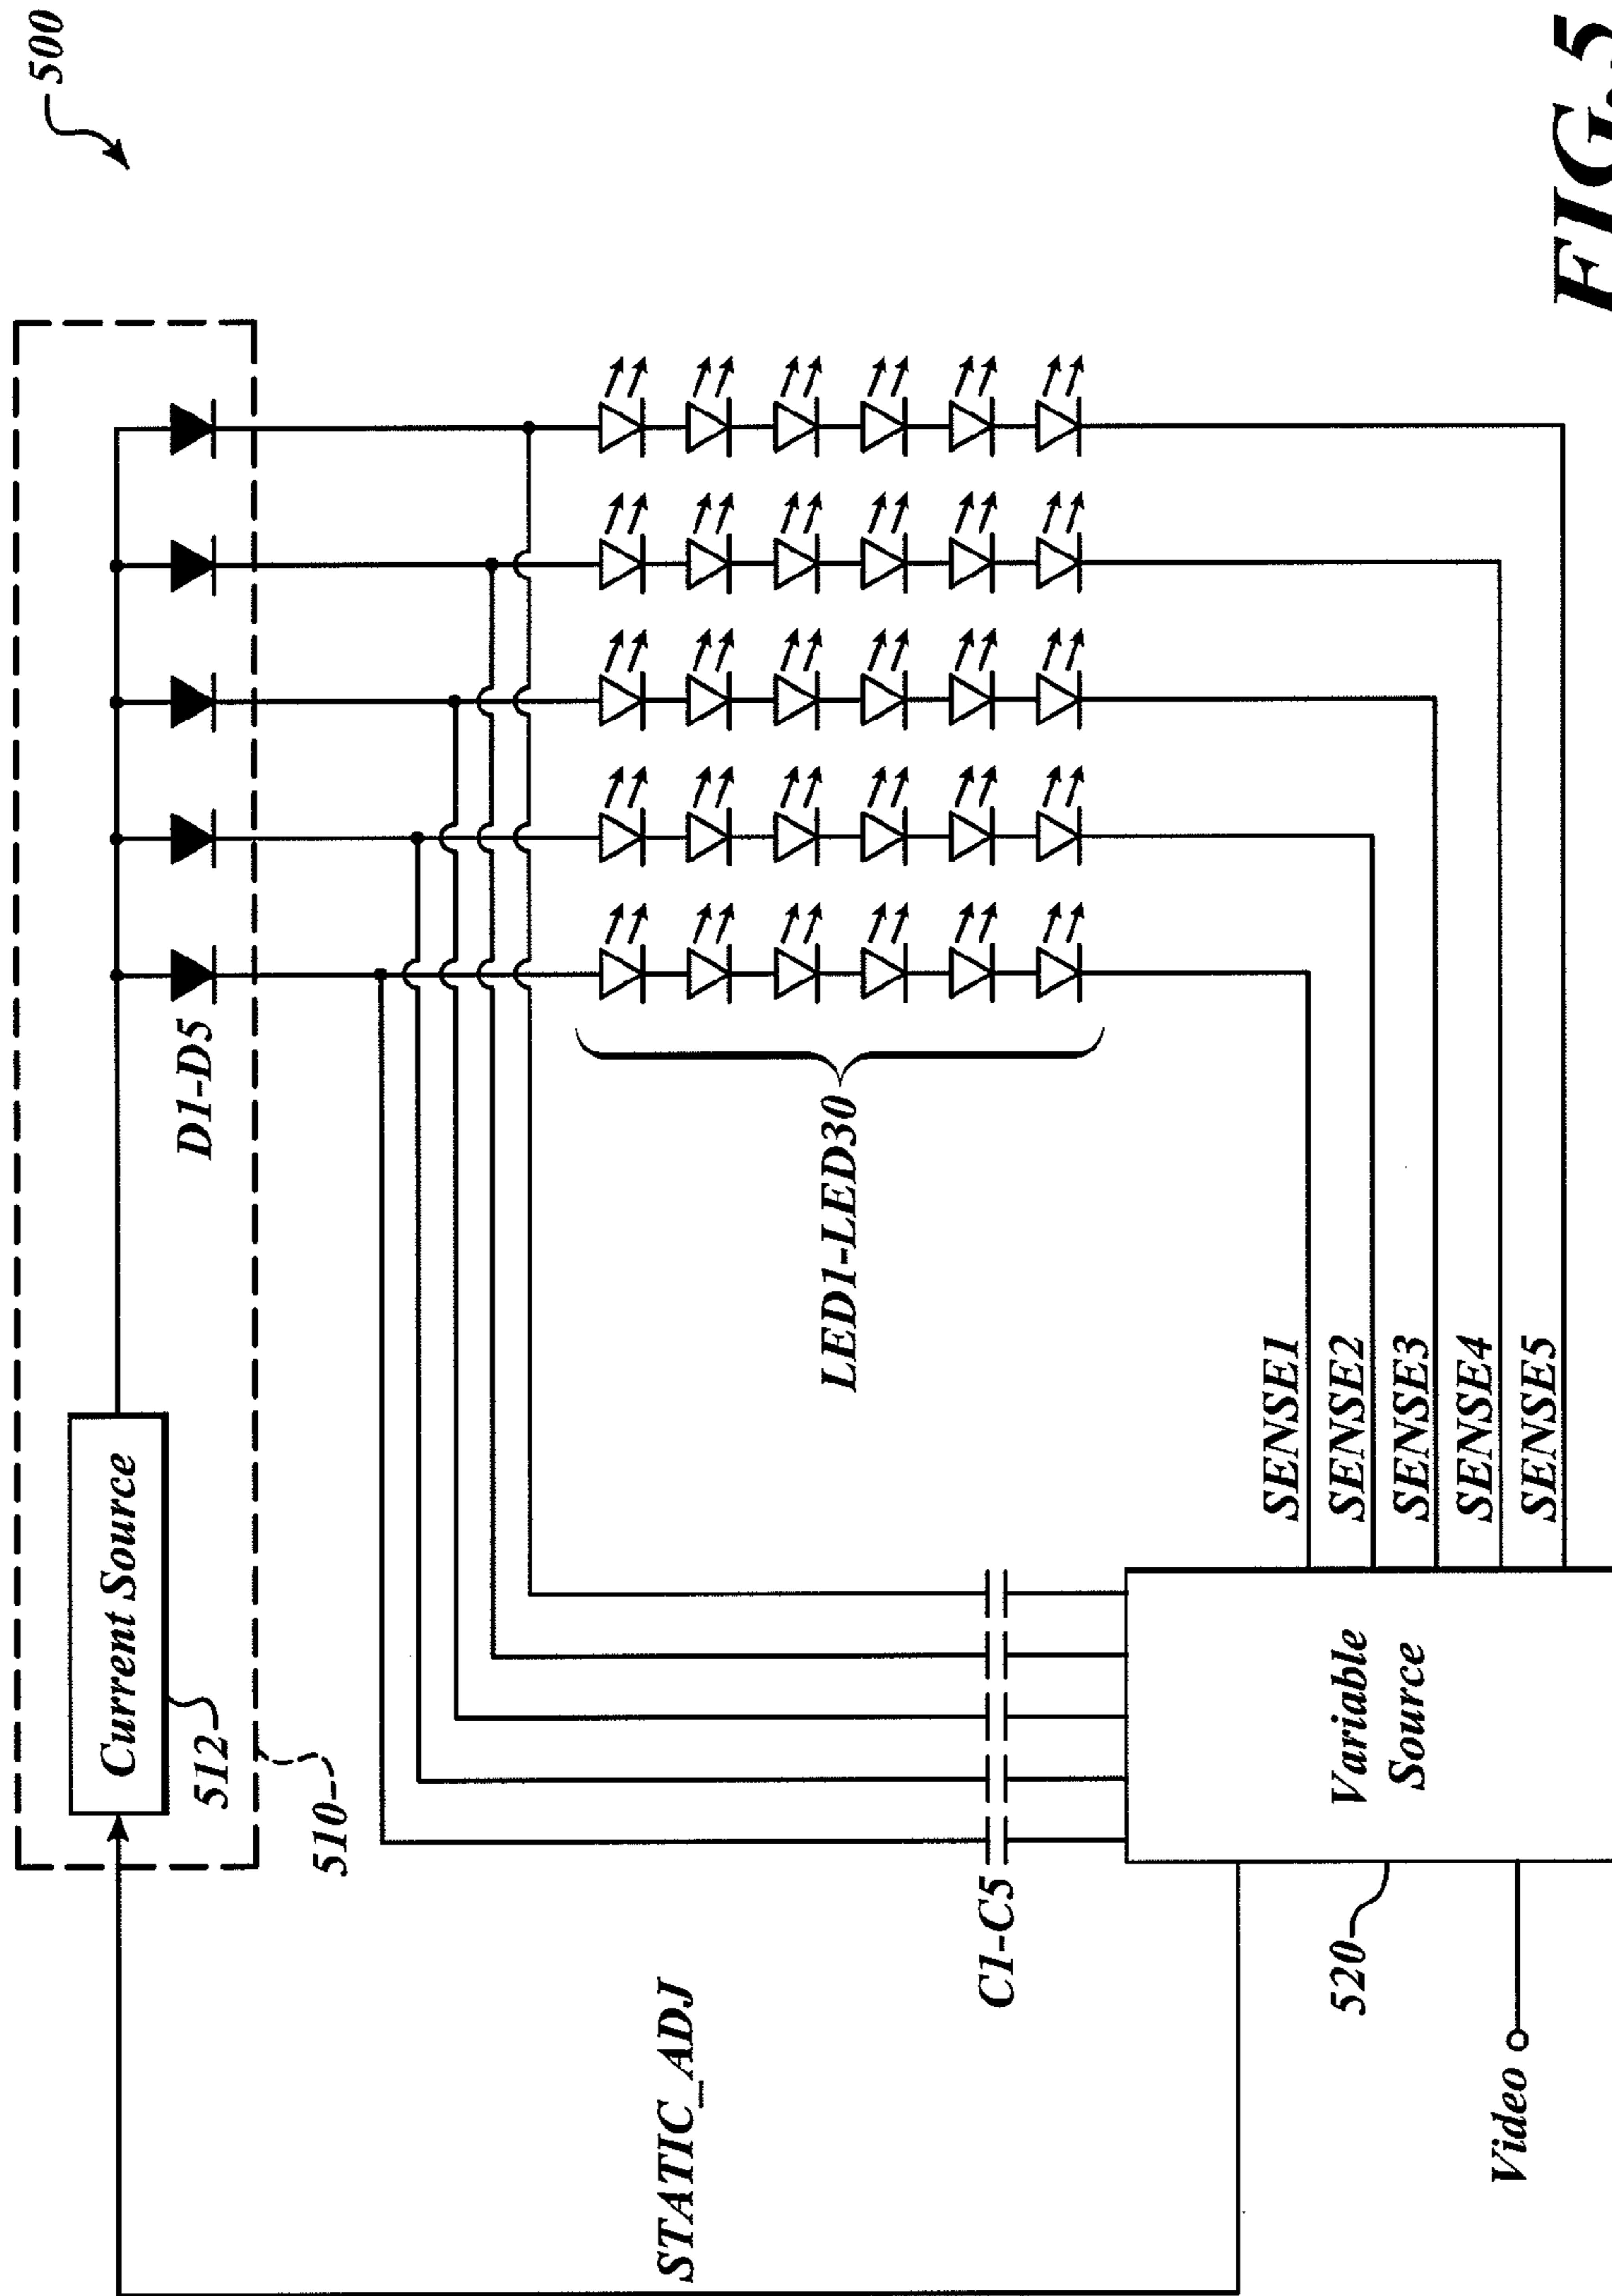 500
Current Source
512
510
D1-D5
LED1-LED30
STATIC_ADJ
C1-C5
SENSE1
SENSE2
SENSE3
SENSE4
SENSE5
Variable
Source
520
Video
FIG.5